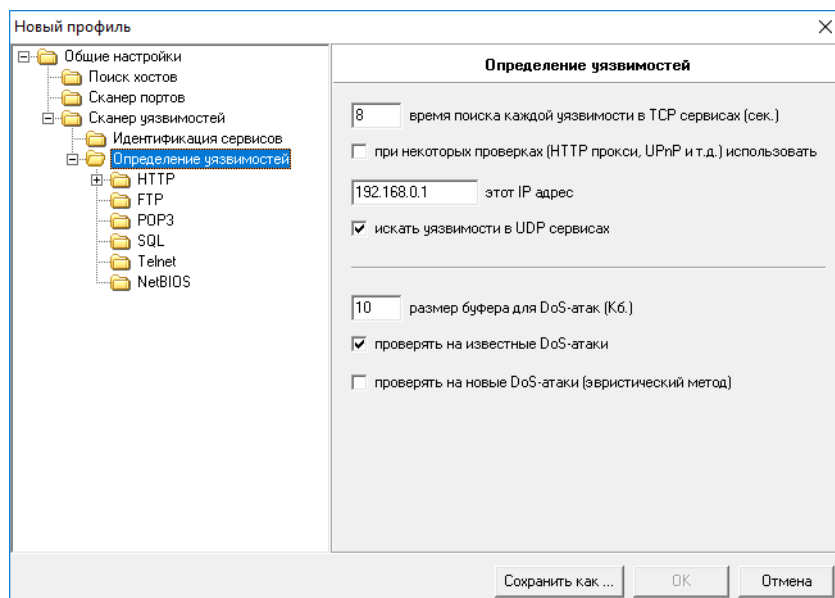 Новый профиль
Общие настройки
Поиск хостов
Сканер портов
Сканер уязвимостей
Идентификация сервисов
Определение уязвимостей
HTTP
FTP
POP3
SQL
Telnet
NetBIOS
Определение уязвимостей
8 время поиска каждой уязвимости в TCP сервисах (сек.)
при некоторых проверках (HTTP прокси, UPnP и т.д.) использовать
192.168.0.1 этот IP адрес
искать уязвимости в UDP сервисах
10 размер буфера для DoS-атак (Кб.)
проверять на известные DoS-атаки
проверять на новые DoS-атаки (эвристический метод)
Сохранить как ... OK Отмена